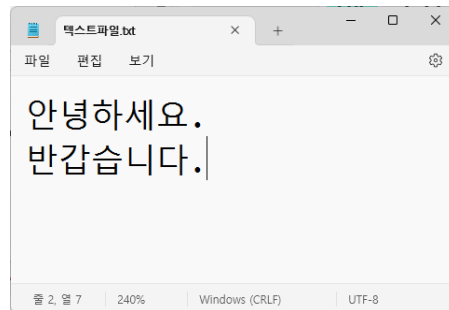 텍스트파일.txt
파일 편집 보기
안녕하세요.
반갑습니다.
줄 2, 열 7 240% Windows (CRLF) UTF-8